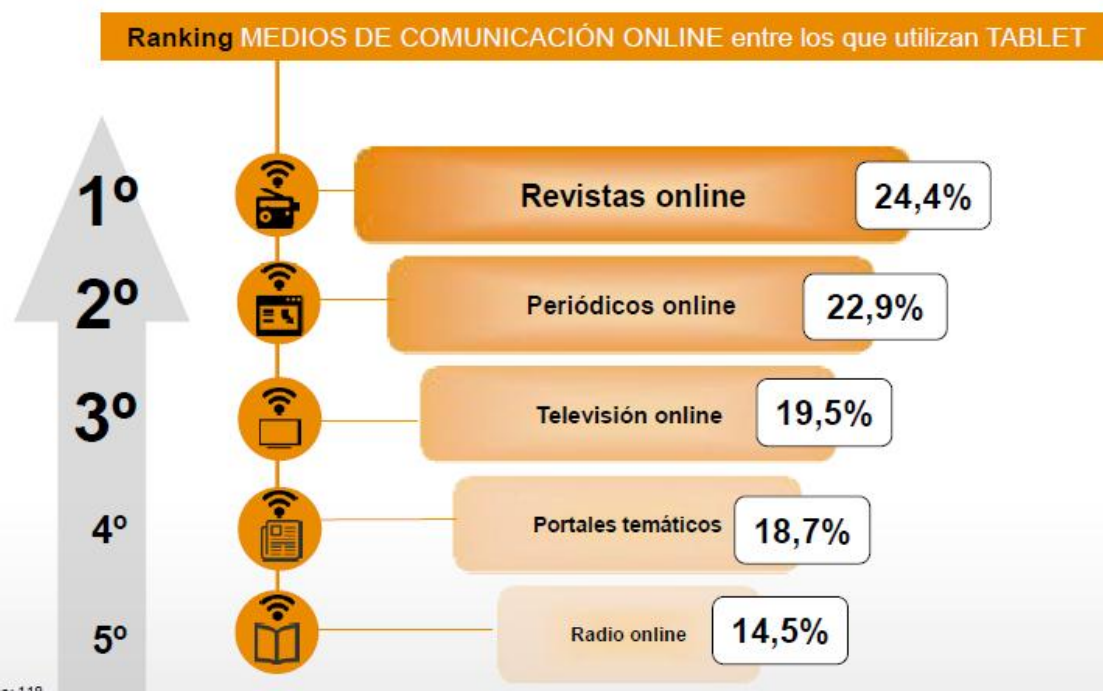 Ranking MEDIOS DE COMUNICACIÓN ONLINE entre los que utilizan TABLET
1º
Revistas online
24,4%
2º
Periódicos online
22,9%
3º
Televisión online
19,5%
4º
Portales temáticos
18,7%
5º
Radio online
14,5%